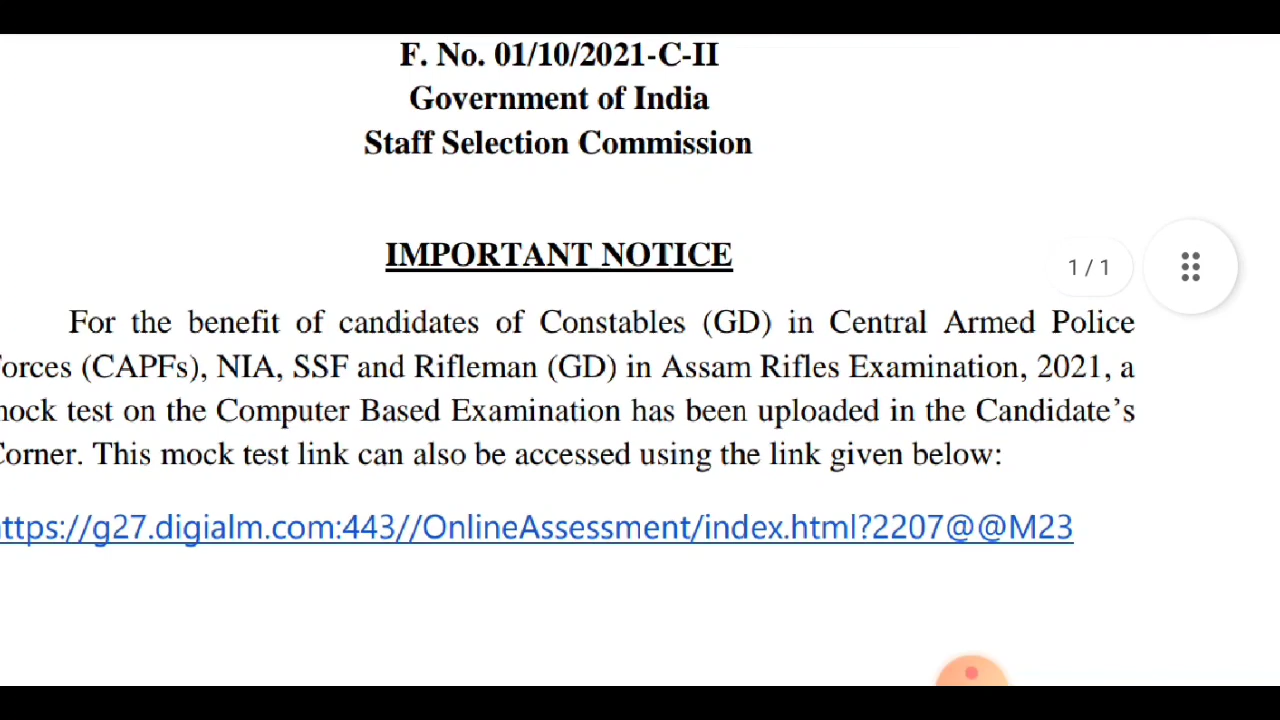 F. No. 01/10/2021-C-II
Government of India
Staff Selection Commission
IMPORTANT NOTICE
1 / 1
For the benefit of candidates of Constables (GD) in Central Armed Police
orces (CAPFs), NIA, SSF and Rifleman (GD) in Assam Rifles Examination, 2021, a
ock test on the Computer Based Examination has been uploaded in the Candidate’s
Corner. This mock test link can also be accessed using the link given below:
ttps://g27.digialm.com:443//OnlineAssessment/index.html?2207@@M23